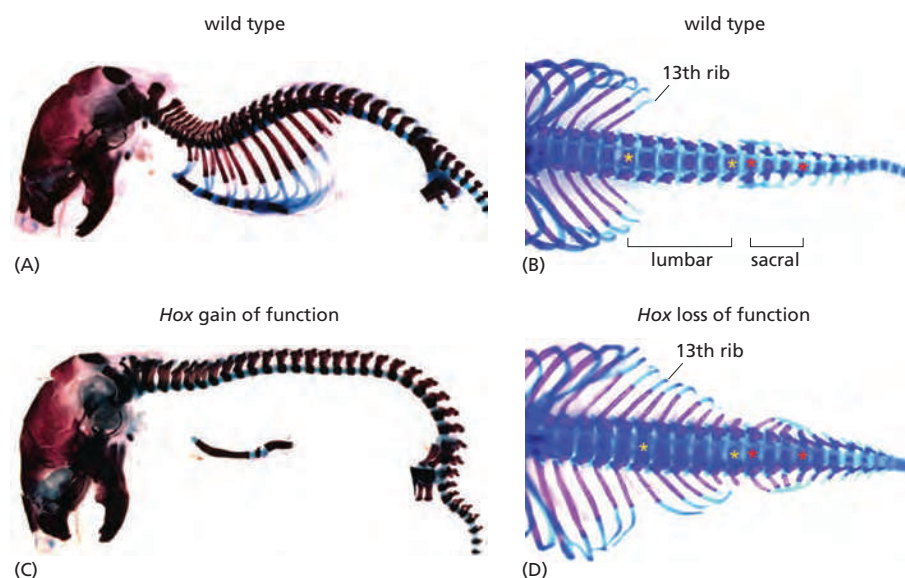 wild type
wild type
13th rib
*
*
*
*
lumbar
sacral
(A)
(B)
Hox gain of function
Hox loss of function
13th rib
*
*
*
*
(C)
(D)